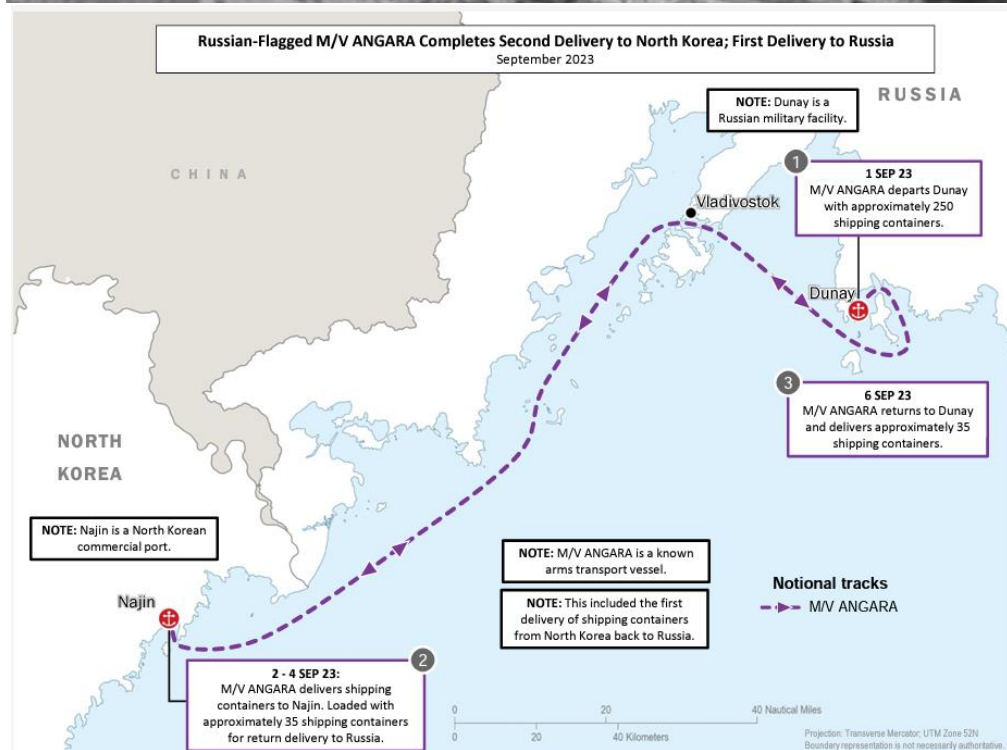 Russian-Flagged M/V ANGARA Completes Second Delivery to North Korea; First Delivery to Russia
September 2023
NOTE: Dunay is a
Russian military facility.
RUSSIA
CHINA
1
1 SEP 23
M/V ANGARA departs Dunay
with approximately 250
shipping containers.
Vladivostok
Dunay
3
6 SEP 23
M/V ANGARA returns to Dunay
and delivers approximately 35
shipping containers.
NORTH
KOREA
NOTE: Najin is a North Korean
commercial port.
NOTE: M/V ANGARA is a known
arms transport vessel.
NOTE: This included the first
delivery of shipping containers
from North Korea back to Russia.
Notional tracks
M/V ANGARA
Najin
2
2 - 4 SEP 23:
M/V ANGARA delivers shipping
containers to Najin. Loaded with
approximately 35 shipping containers
for return delivery to Russia.
0 20 40 Nautical Miles
0 20 40 Kilometers
Projection: Transverse Mercator; UTM Zone 52N
Boundary representation is not necessarily authoritative.